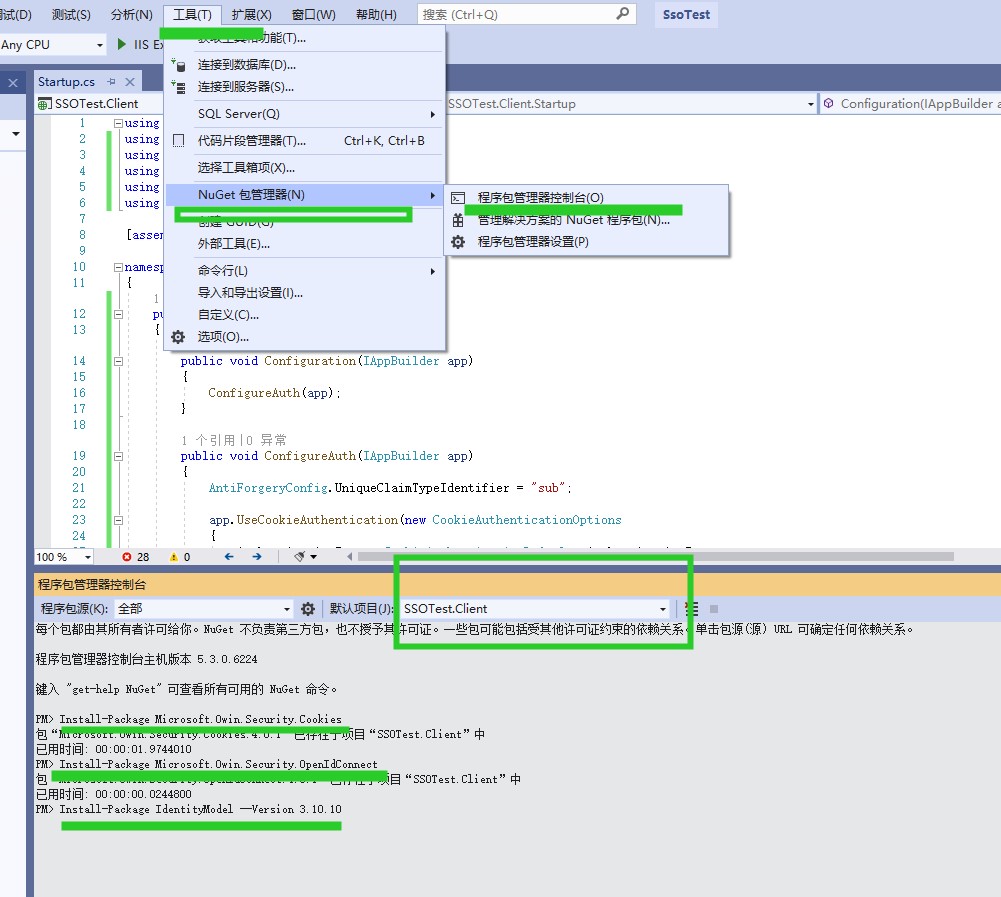 试(D) 测试(S) 分析(N) 工具(T) 扩展(X) 窗口(W) 帮助(H) 搜索 (Ctrl+Q) SsoTest
Any CPU IIS Ex
获取工具和功能(T)...
连接到数据库(D)...
连接到服务器(S)...
SQL Server(Q)
代码片段管理器(T)... Ctrl+K, Ctrl+B
选择工具箱项(X)...
NuGet 包管理器(N)
创建 GUID(G)
外部工具(E)...
命令行(L)
导入和导出设置(I)...
自定义(C)...
选项(O)...
程序包管理器控制台(O)
管理解决方案的 NuGet 程序包(N)...
程序包管理器设置(P)
Startup.cs
SSOTest.Client SSOTest.Client.Startup Configuration(IAppBuilder a
1 using
2 using
3 using
4 using
5 using
6 using
7
8 [assem
9
10 namesp
11 {
1
12 pu
13 {
14 public void Configuration(IAppBuilder app)
15 {
16 ConfigureAuth(app);
17 }
18
1 个引用|0 异常
19 public void ConfigureAuth(IAppBuilder app)
20 {
21 AntiForgeryConfig.UniqueClaimTypeIdentifier = "sub";
22
23 app.UseCookieAuthentication(new CookieAuthenticationOptions
24 {
100 % 28 0
程序包管理器控制台
程序包源(K): 全部 默认项目(J): SSOTest.Client
每个包都由其所有者许可给你。NuGet 不负责第三方包，也不授予其许可证。一些包可能包括受其他许可证约束的依赖关系。单击包源(源) URL 可确定任何依赖关系。
程序包管理器控制台主机版本 5.3.0.6224
键入 "get-help NuGet" 可查看所有可用的 NuGet 命令。
PM> Install-Package Microsoft.Owin.Security.Cookies
包“Microsoft.Owin.Security.Cookies.4.0.1” 已存在于项目“SSOTest.Client”中
已用时间: 00:00:01.9744010
PM> Install-Package Microsoft.Owin.Security.OpenIdConnect
包“Microsoft.Owin.Security.OpenIdConnect.4.0.1” 已存在于项目“SSOTest.Client”中
已用时间: 00:00:00.0244800
PM> Install-Package IdentityModel —Version 3.10.10